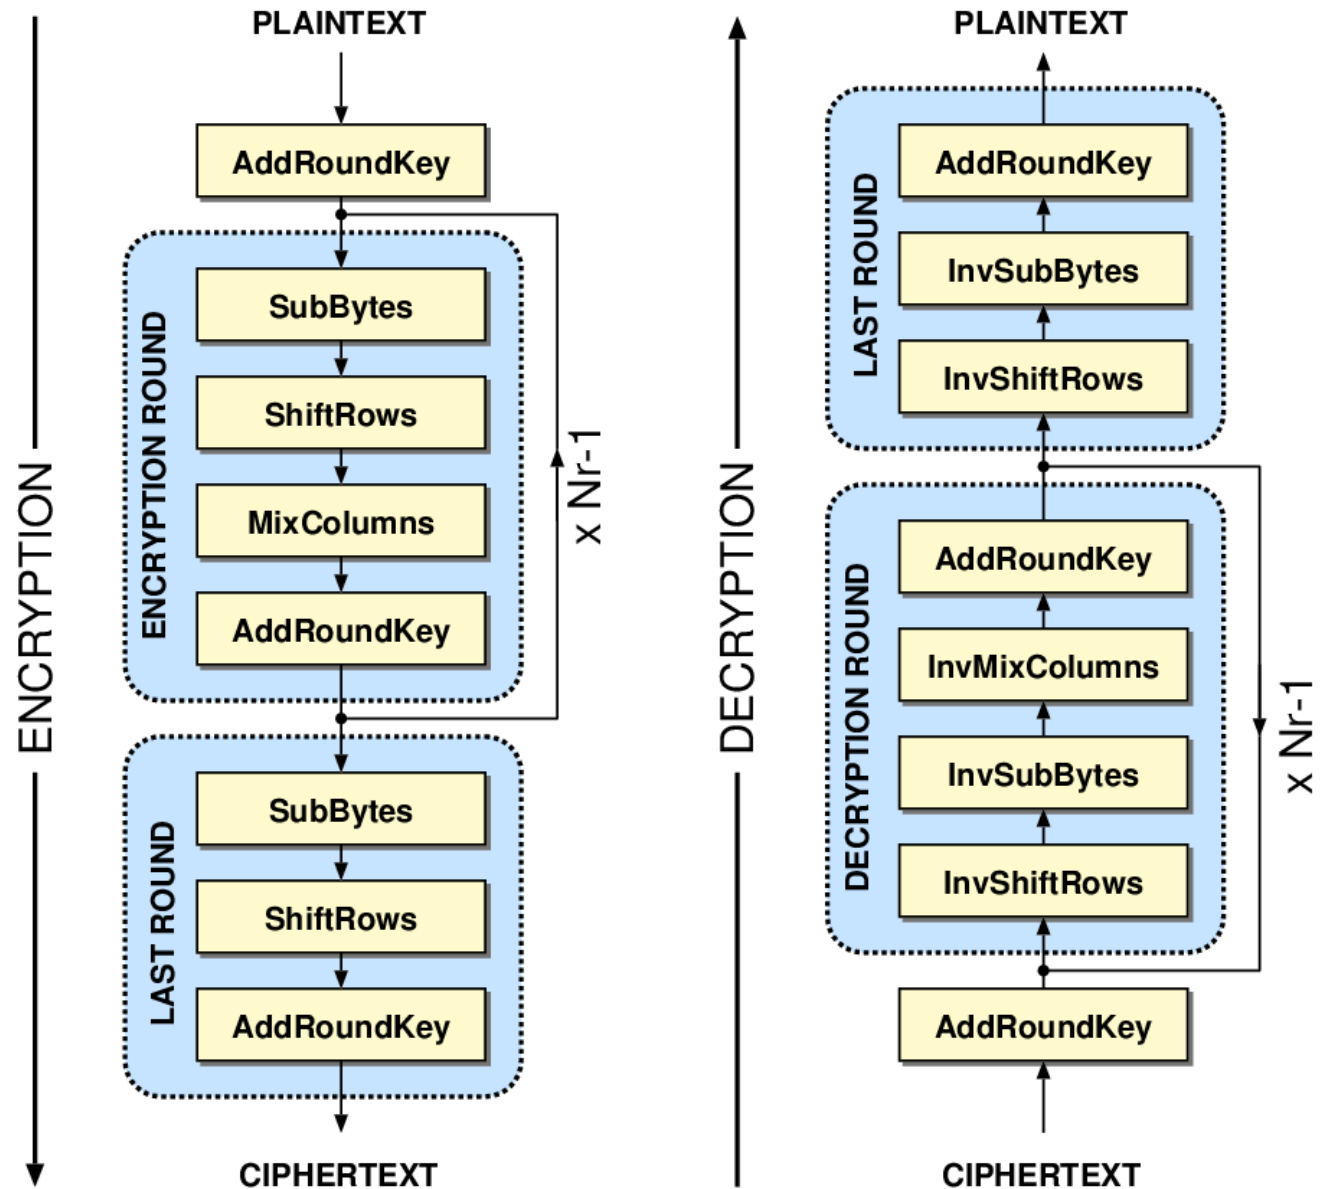 PLAINTEXT
AddRoundKey
SubBytes
ShiftRows
MixColumns
AddRoundKey
ENCRYPTION ROUND
x Nr-1
SubBytes
ShiftRows
AddRoundKey
LAST ROUND
CIPHERTEXT
ENCRYPTION
PLAINTEXT
AddRoundKey
InvSubBytes
InvShiftRows
LAST ROUND
AddRoundKey
InvMixColumns
InvSubBytes
InvShiftRows
DECRYPTION ROUND
x Nr-1
AddRoundKey
CIPHERTEXT
DECRYPTION